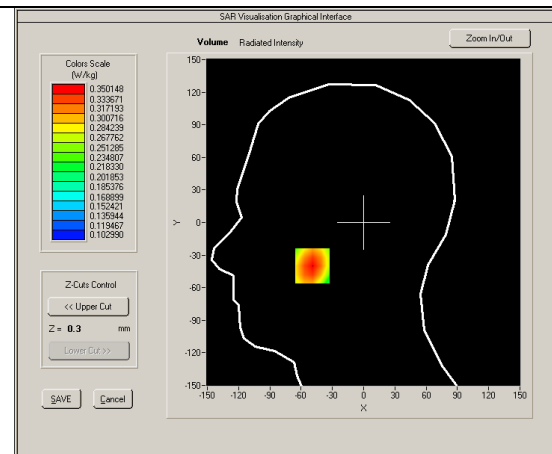 SAR Visualisation Graphical Interface
Volume Radiated Intensity
Zoom In/Out
Colors Scale
(W/kg)
0.350148
0.333671
0.317193
0.300716
0.284239
0.267762
0.251285
0.234807
0.218330
0.201853
0.185376
0.168899
0.152421
0.135944
0.119467
0.102990
Z-Cuts Control
<< Upper Cut
Z = 0.3 mm
Lower Cut >>
SAVE Cancel
150
120
90
60
30
0
-30
-60
-90
-120
-150
Y
-150 -120 -90 -60 -30 0 30 60 90 120 150
X